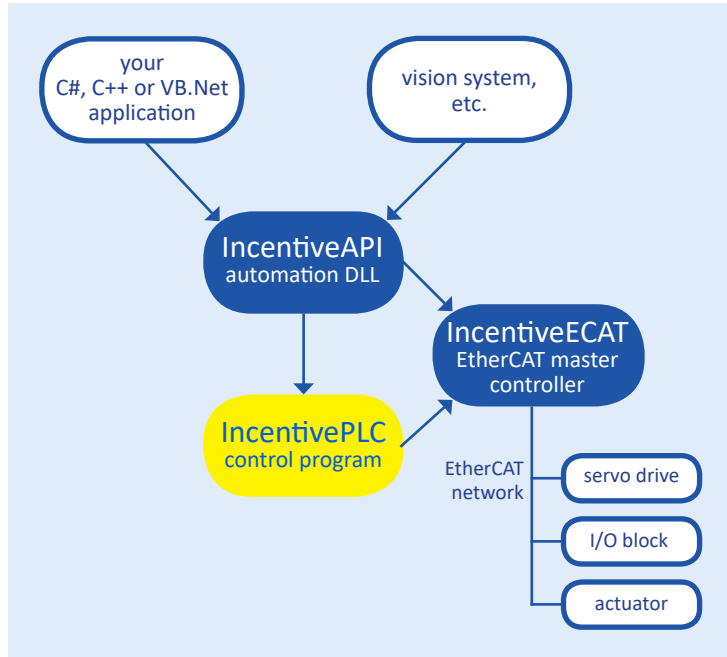 your
C#, C++ or VB.Net
application
vision system,
etc.
IncentiveAPI
automation DLL
IncentiveECAT
EtherCAT master
controller
IncentivePLC
control program
EtherCAT
network
servo drive
I/O block
actuator